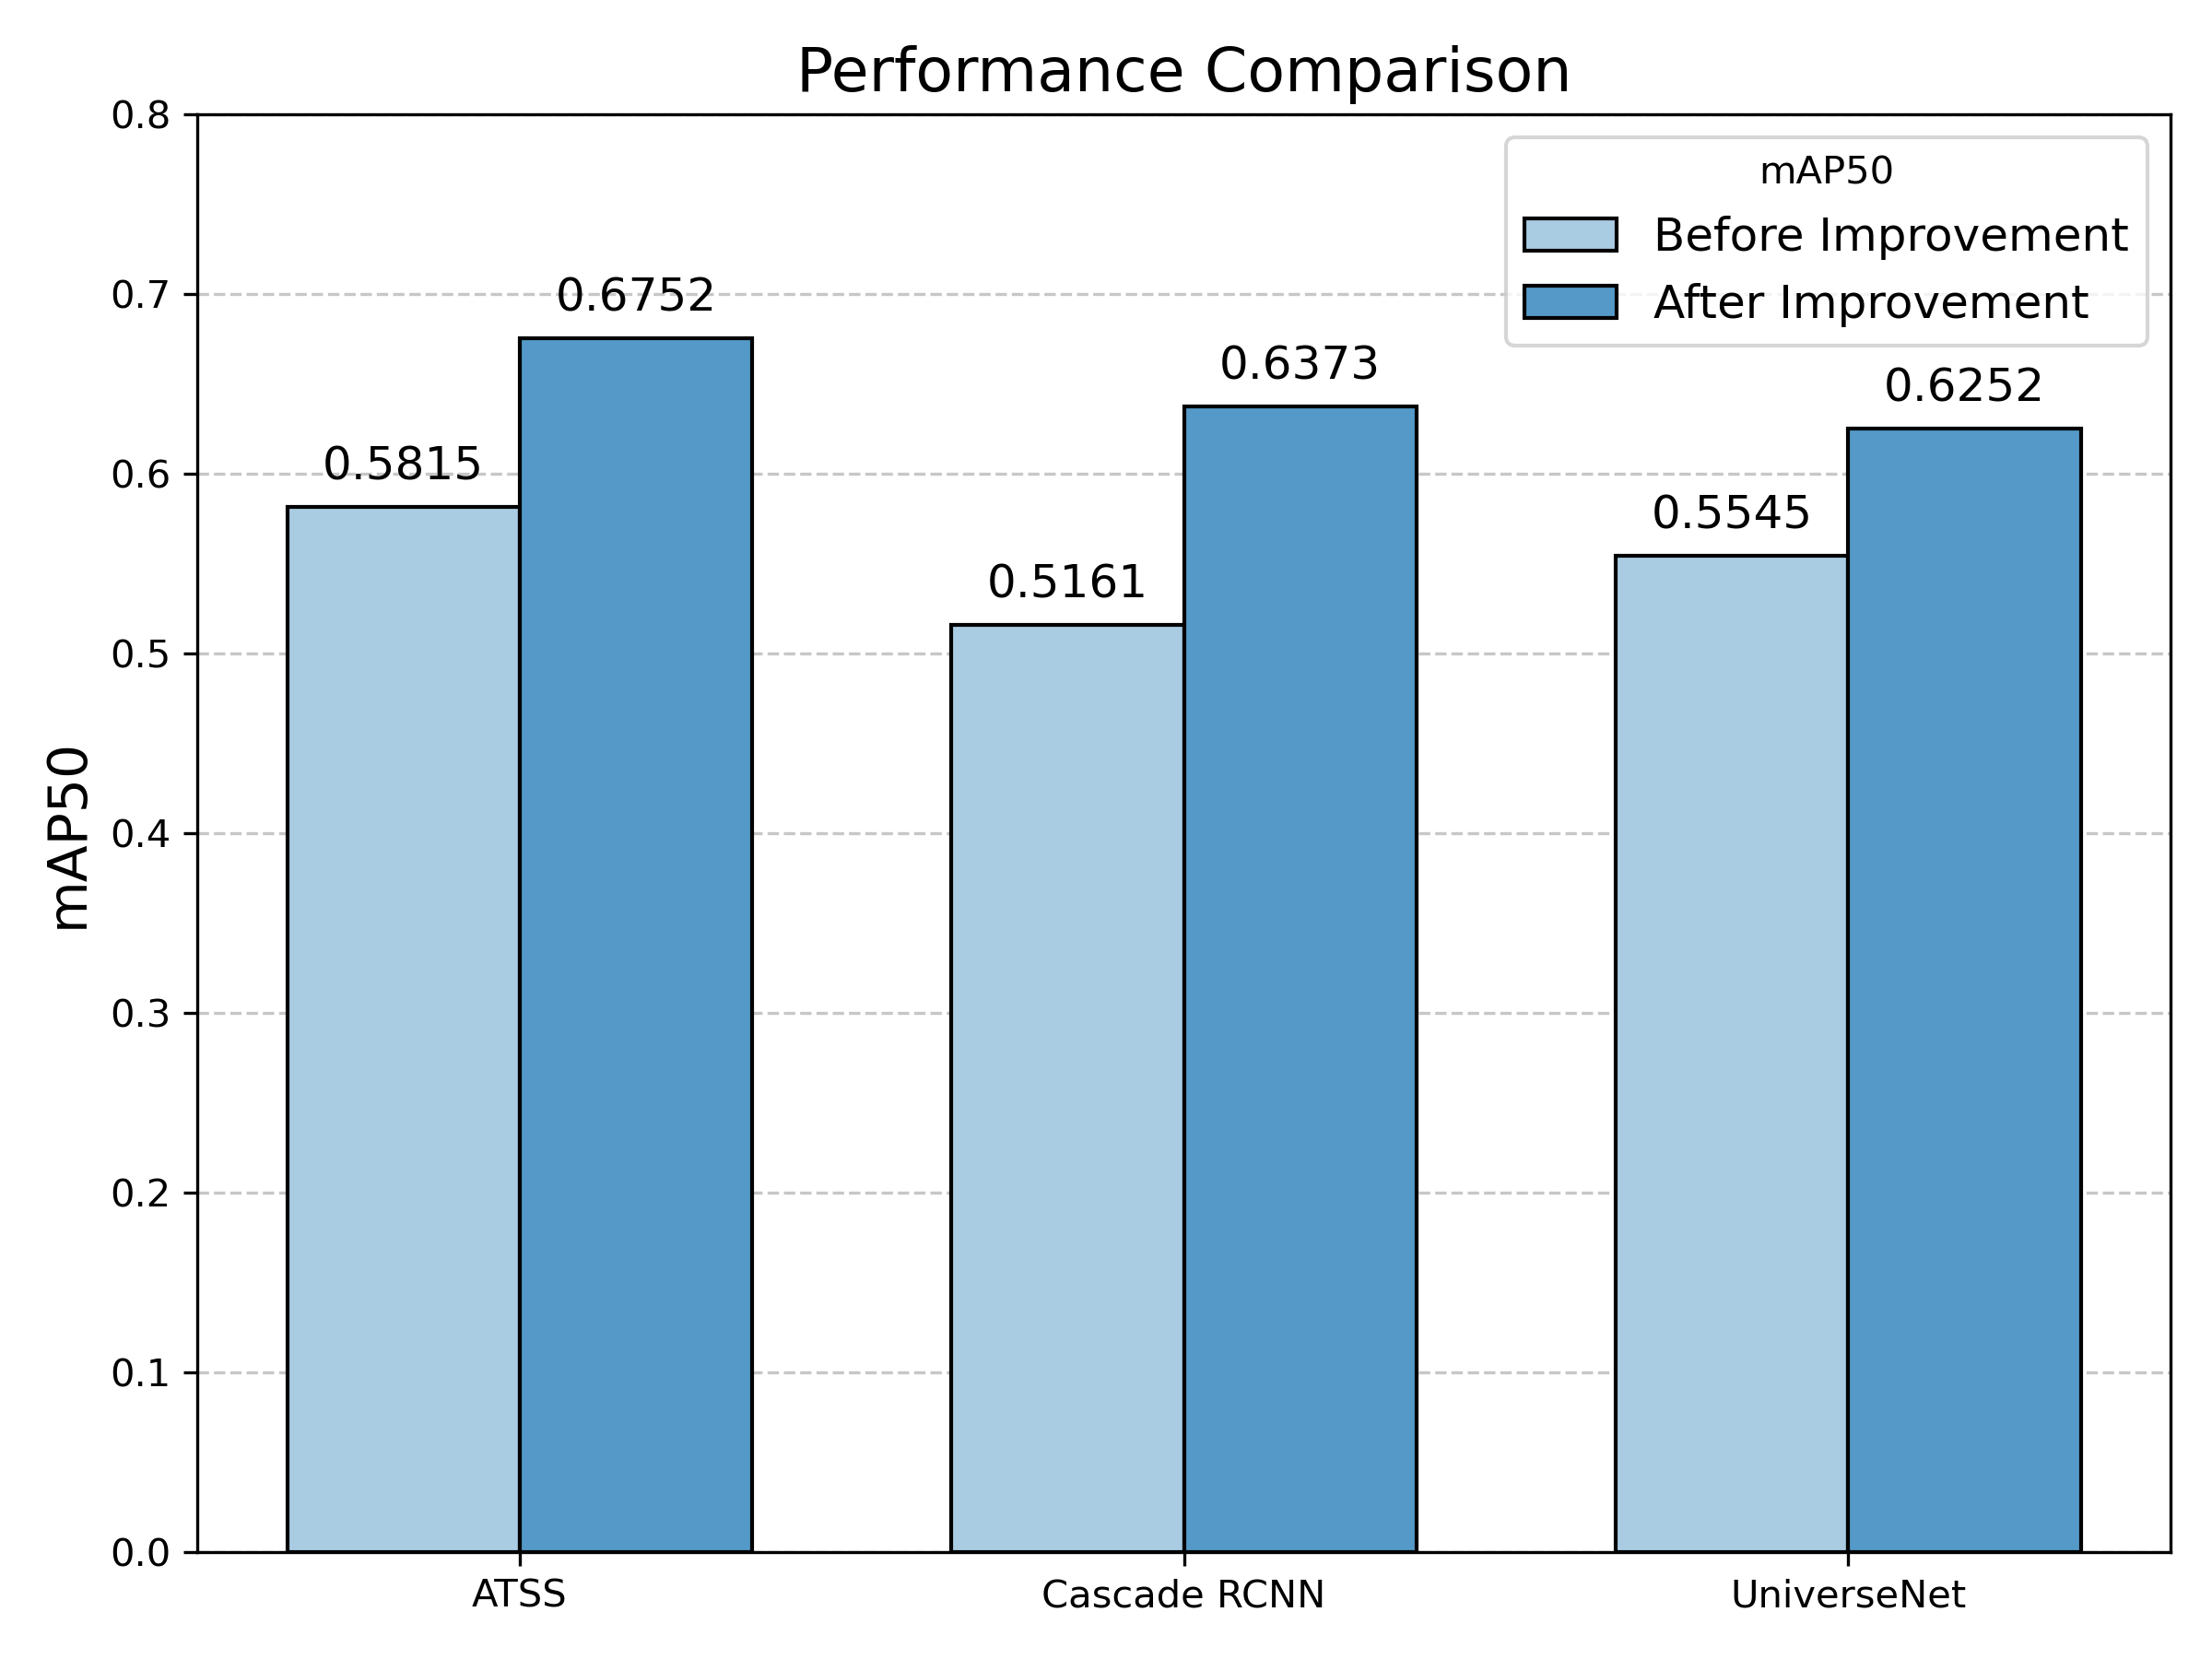 Performance Comparison
mAP50
Before Improvement
After Improvement
0.8
0.7
0.6
0.5
0.4
0.3
0.2
0.1
0.0
mAP50
0.5815
0.6752
0.5161
0.6373
0.5545
0.6252
ATSS
Cascade RCNN
UniverseNet